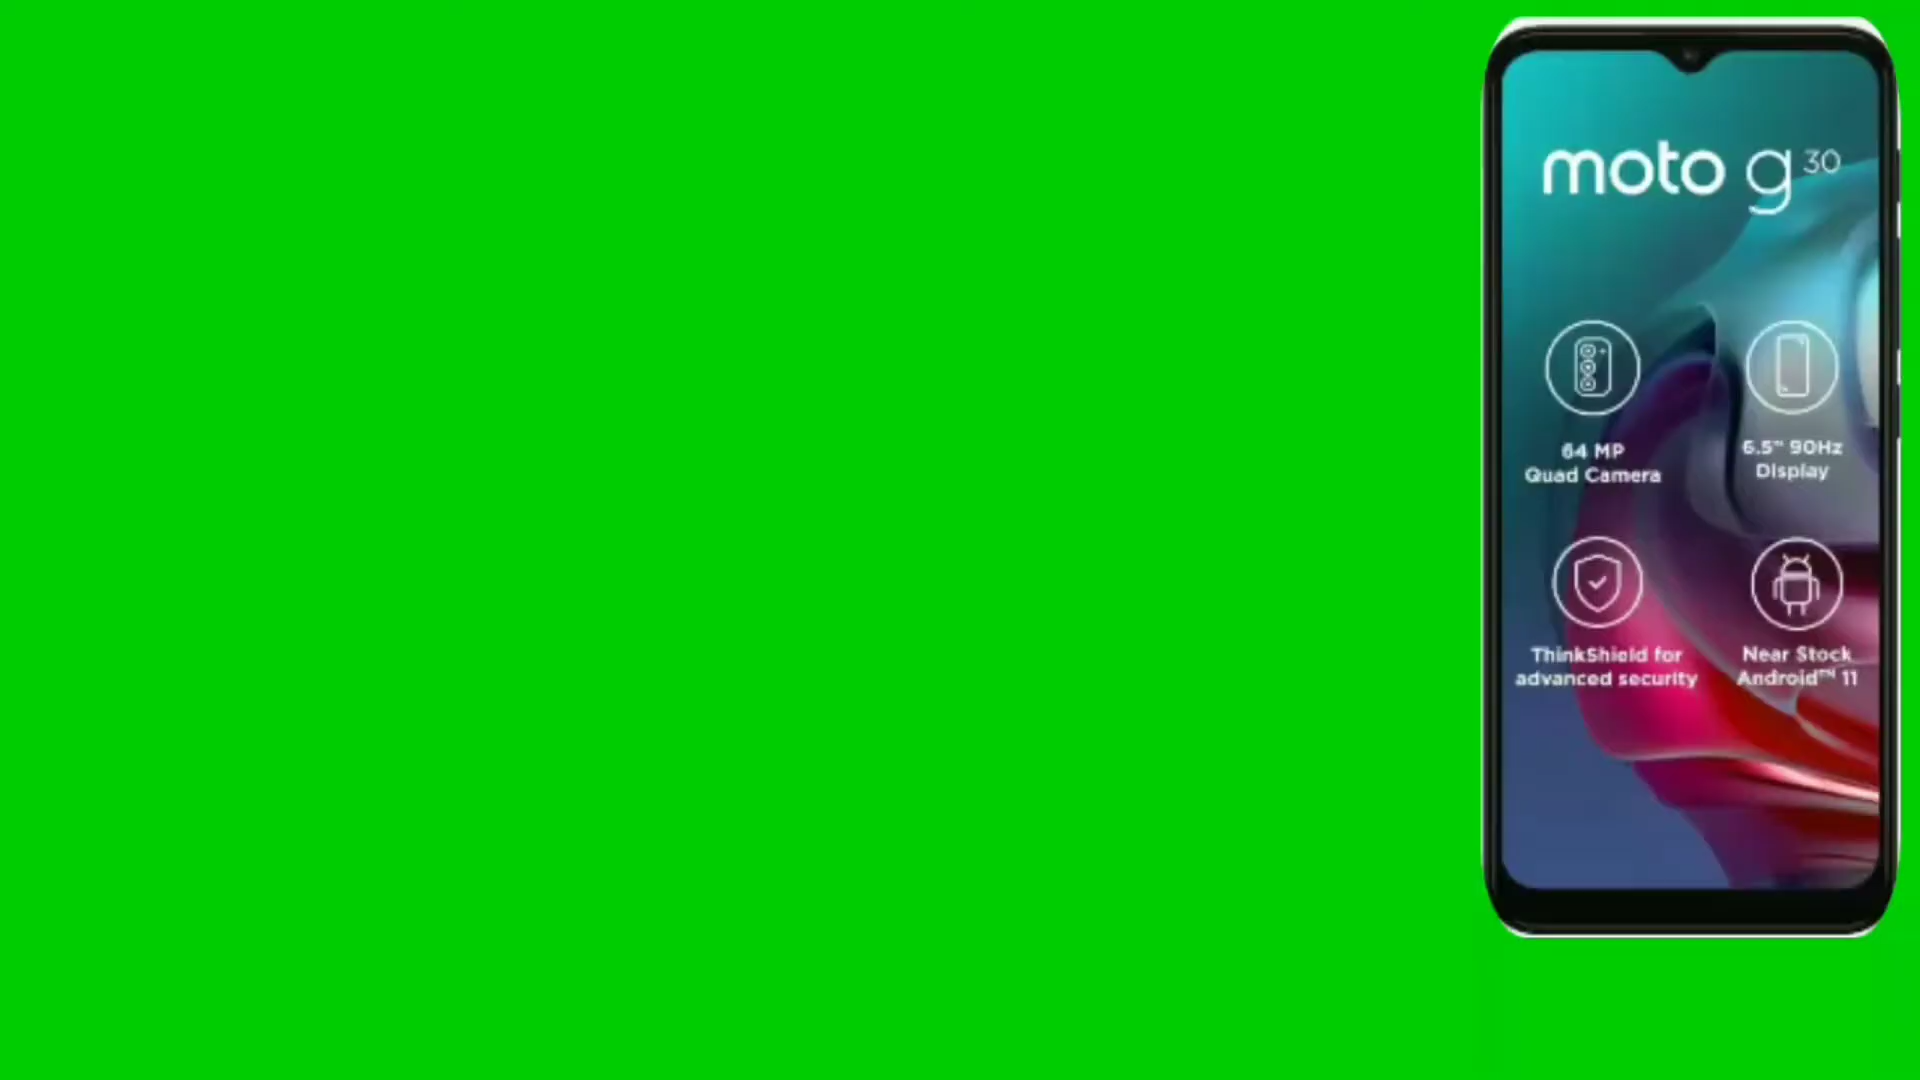 moto g 30
64 MP
Quad Camera
6.5" 90Hz
Display
ThinkShield for
advanced security
Near Stock
Android™ 11